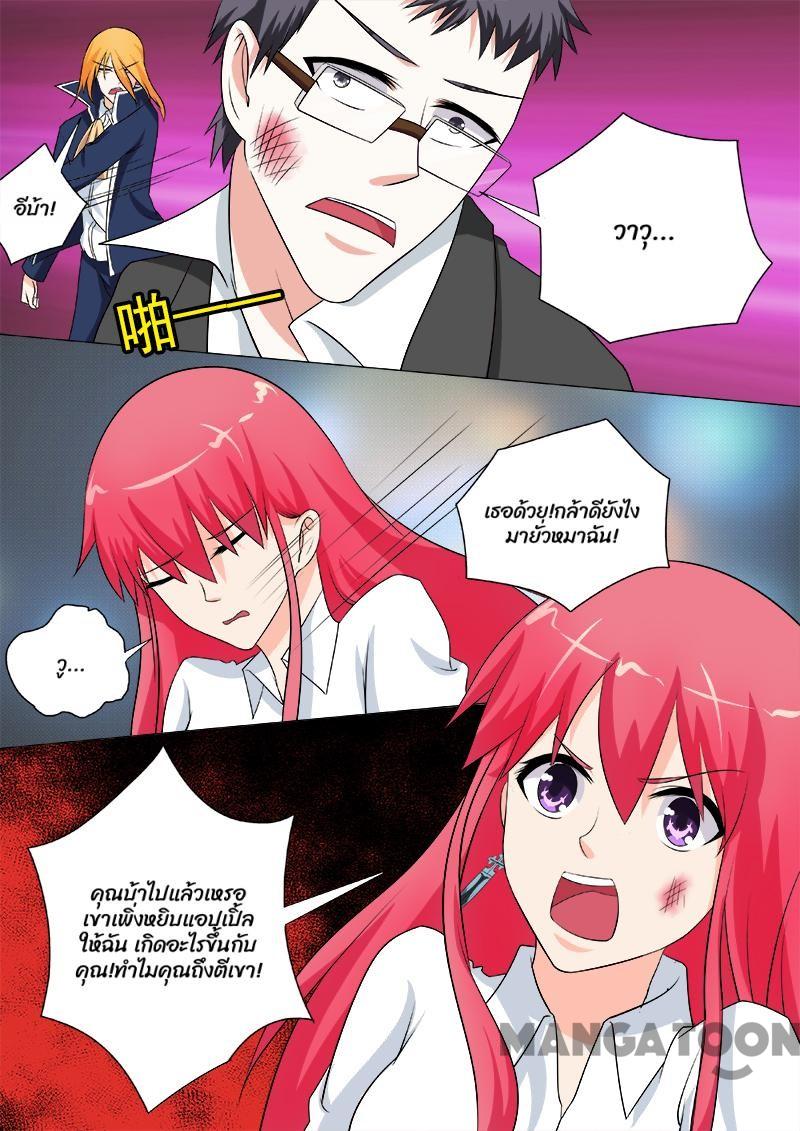 อีบ้า!
วาวุ...
啪——
เธอด้วย!กล้าดียังไง
มายั่วหมาฉัน!
วู...
คุณบ้าไปแล้วเหรอ
เขาเพิ่งหยิบแอปเปิ้ล
ให้ฉัน เกิดอะไรขึ้นกับ
คุณ!ทำไมคุณถึงตีเขา!
MANGATOON